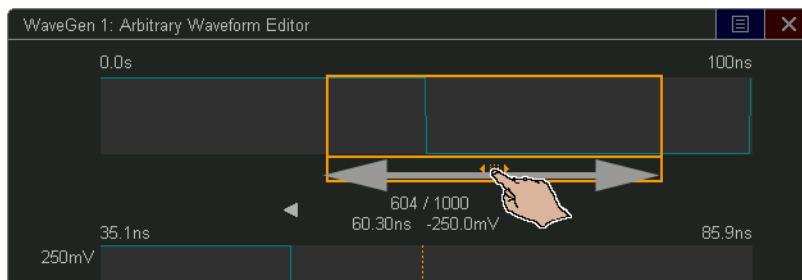 WaveGen 1: Arbitrary Waveform Editor
0.0s 100ns
604 / 1000
60.30ns -250.0mV
35.1ns 85.9ns
250mV